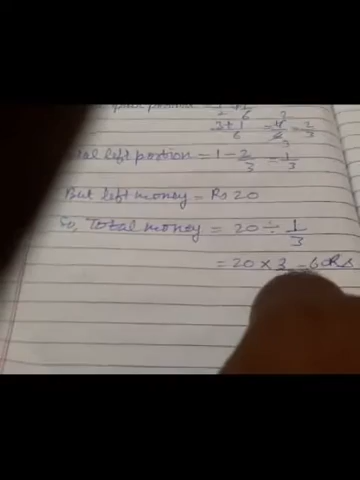 3+1/6 = 4/6 = 2/3
left portion = 1 - 2/3 = 1/3
But left money = Rs 20
So, Total money = 20 ÷ 1/3
= 20 × 3 = 60Rs